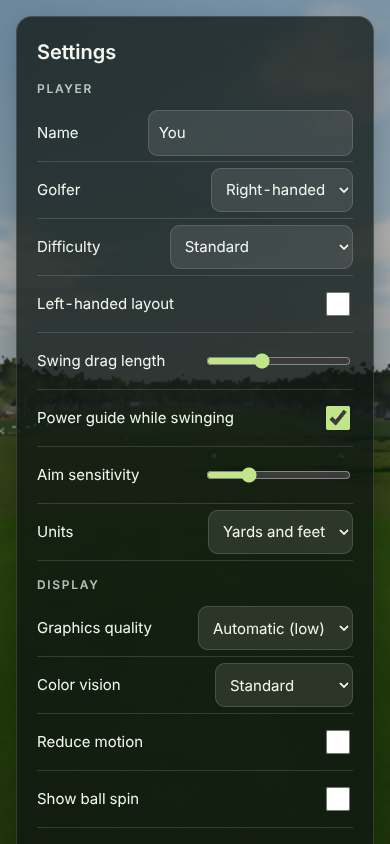 Settings
PLAYER
Name
You
Golfer
Right-handed
Difficulty
Standard
Left-handed layout
Swing drag length
Power guide while swinging
Aim sensitivity
Units
Yards and feet
DISPLAY
Graphics quality
Automatic (low)
Color vision
Standard
Reduce motion
Show ball spin